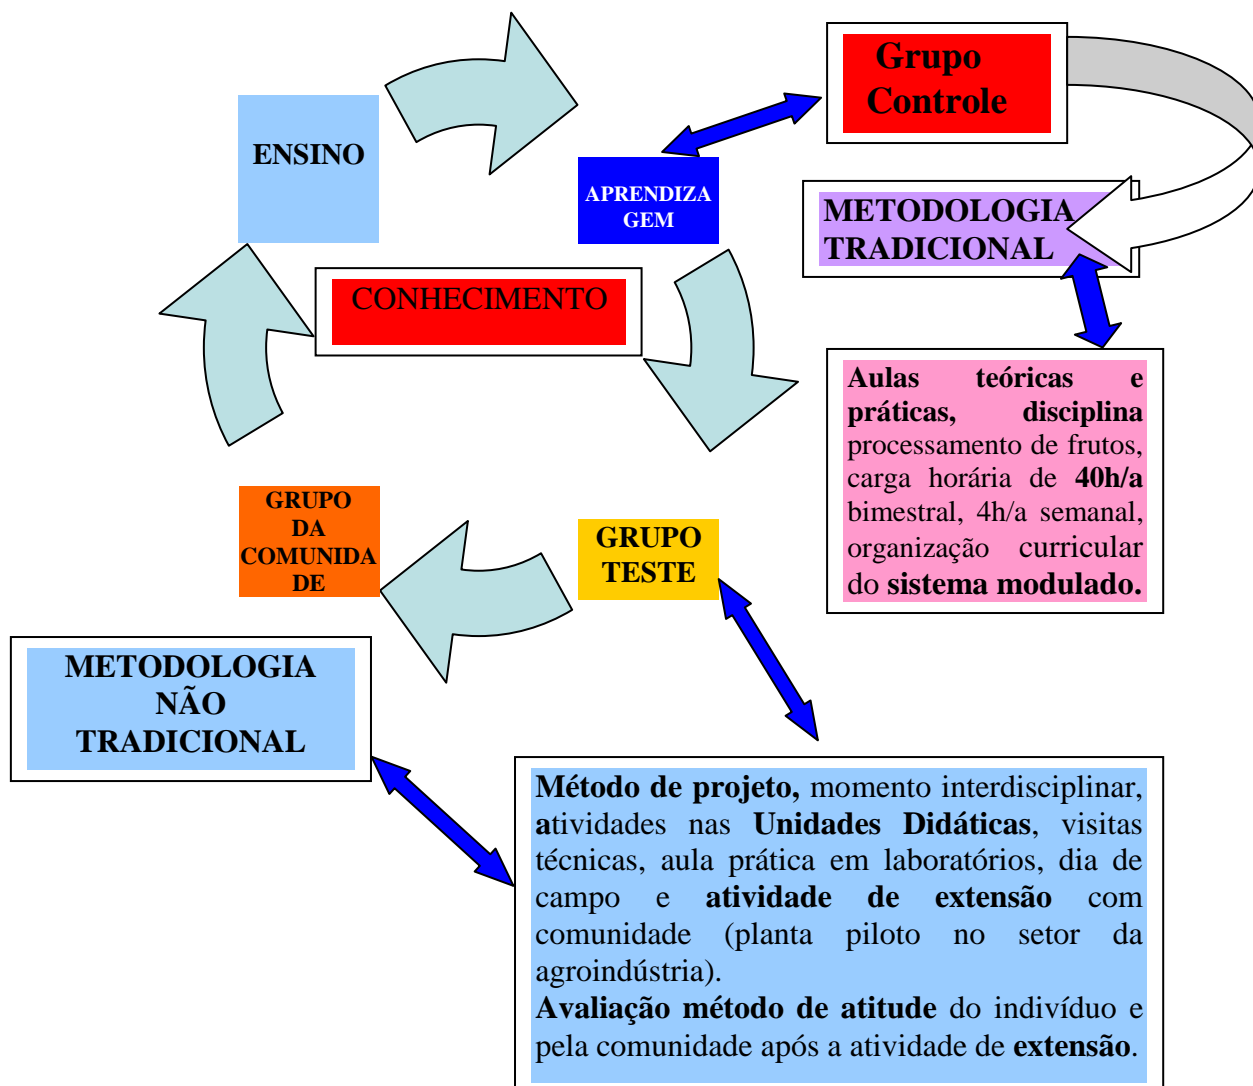 Grupo
Controle
ENSINO
APRENDIZA
GEM
METODOLOGIA
TRADICIONAL
CONHECIMENTO
Aulas teóricas e
práticas, disciplina
processamento de frutos,
carga horária de 40h/a
bimestral, 4h/a semanal,
organização curricular
do sistema modulado.
GRUPO
DA
COMUNIDA
DE
GRUPO
TESTE
METODOLOGIA
NÃO
TRADICIONAL
Método de projeto, momento interdisciplinar,
atividades nas Unidades Didáticas, visitas
técnicas, aula prática em laboratórios, dia de
campo e atividade de extensão com
comunidade (planta piloto no setor da
agroindústria).
Avaliação método de atitude do indivíduo e
pela comunidade após a atividade de extensão.